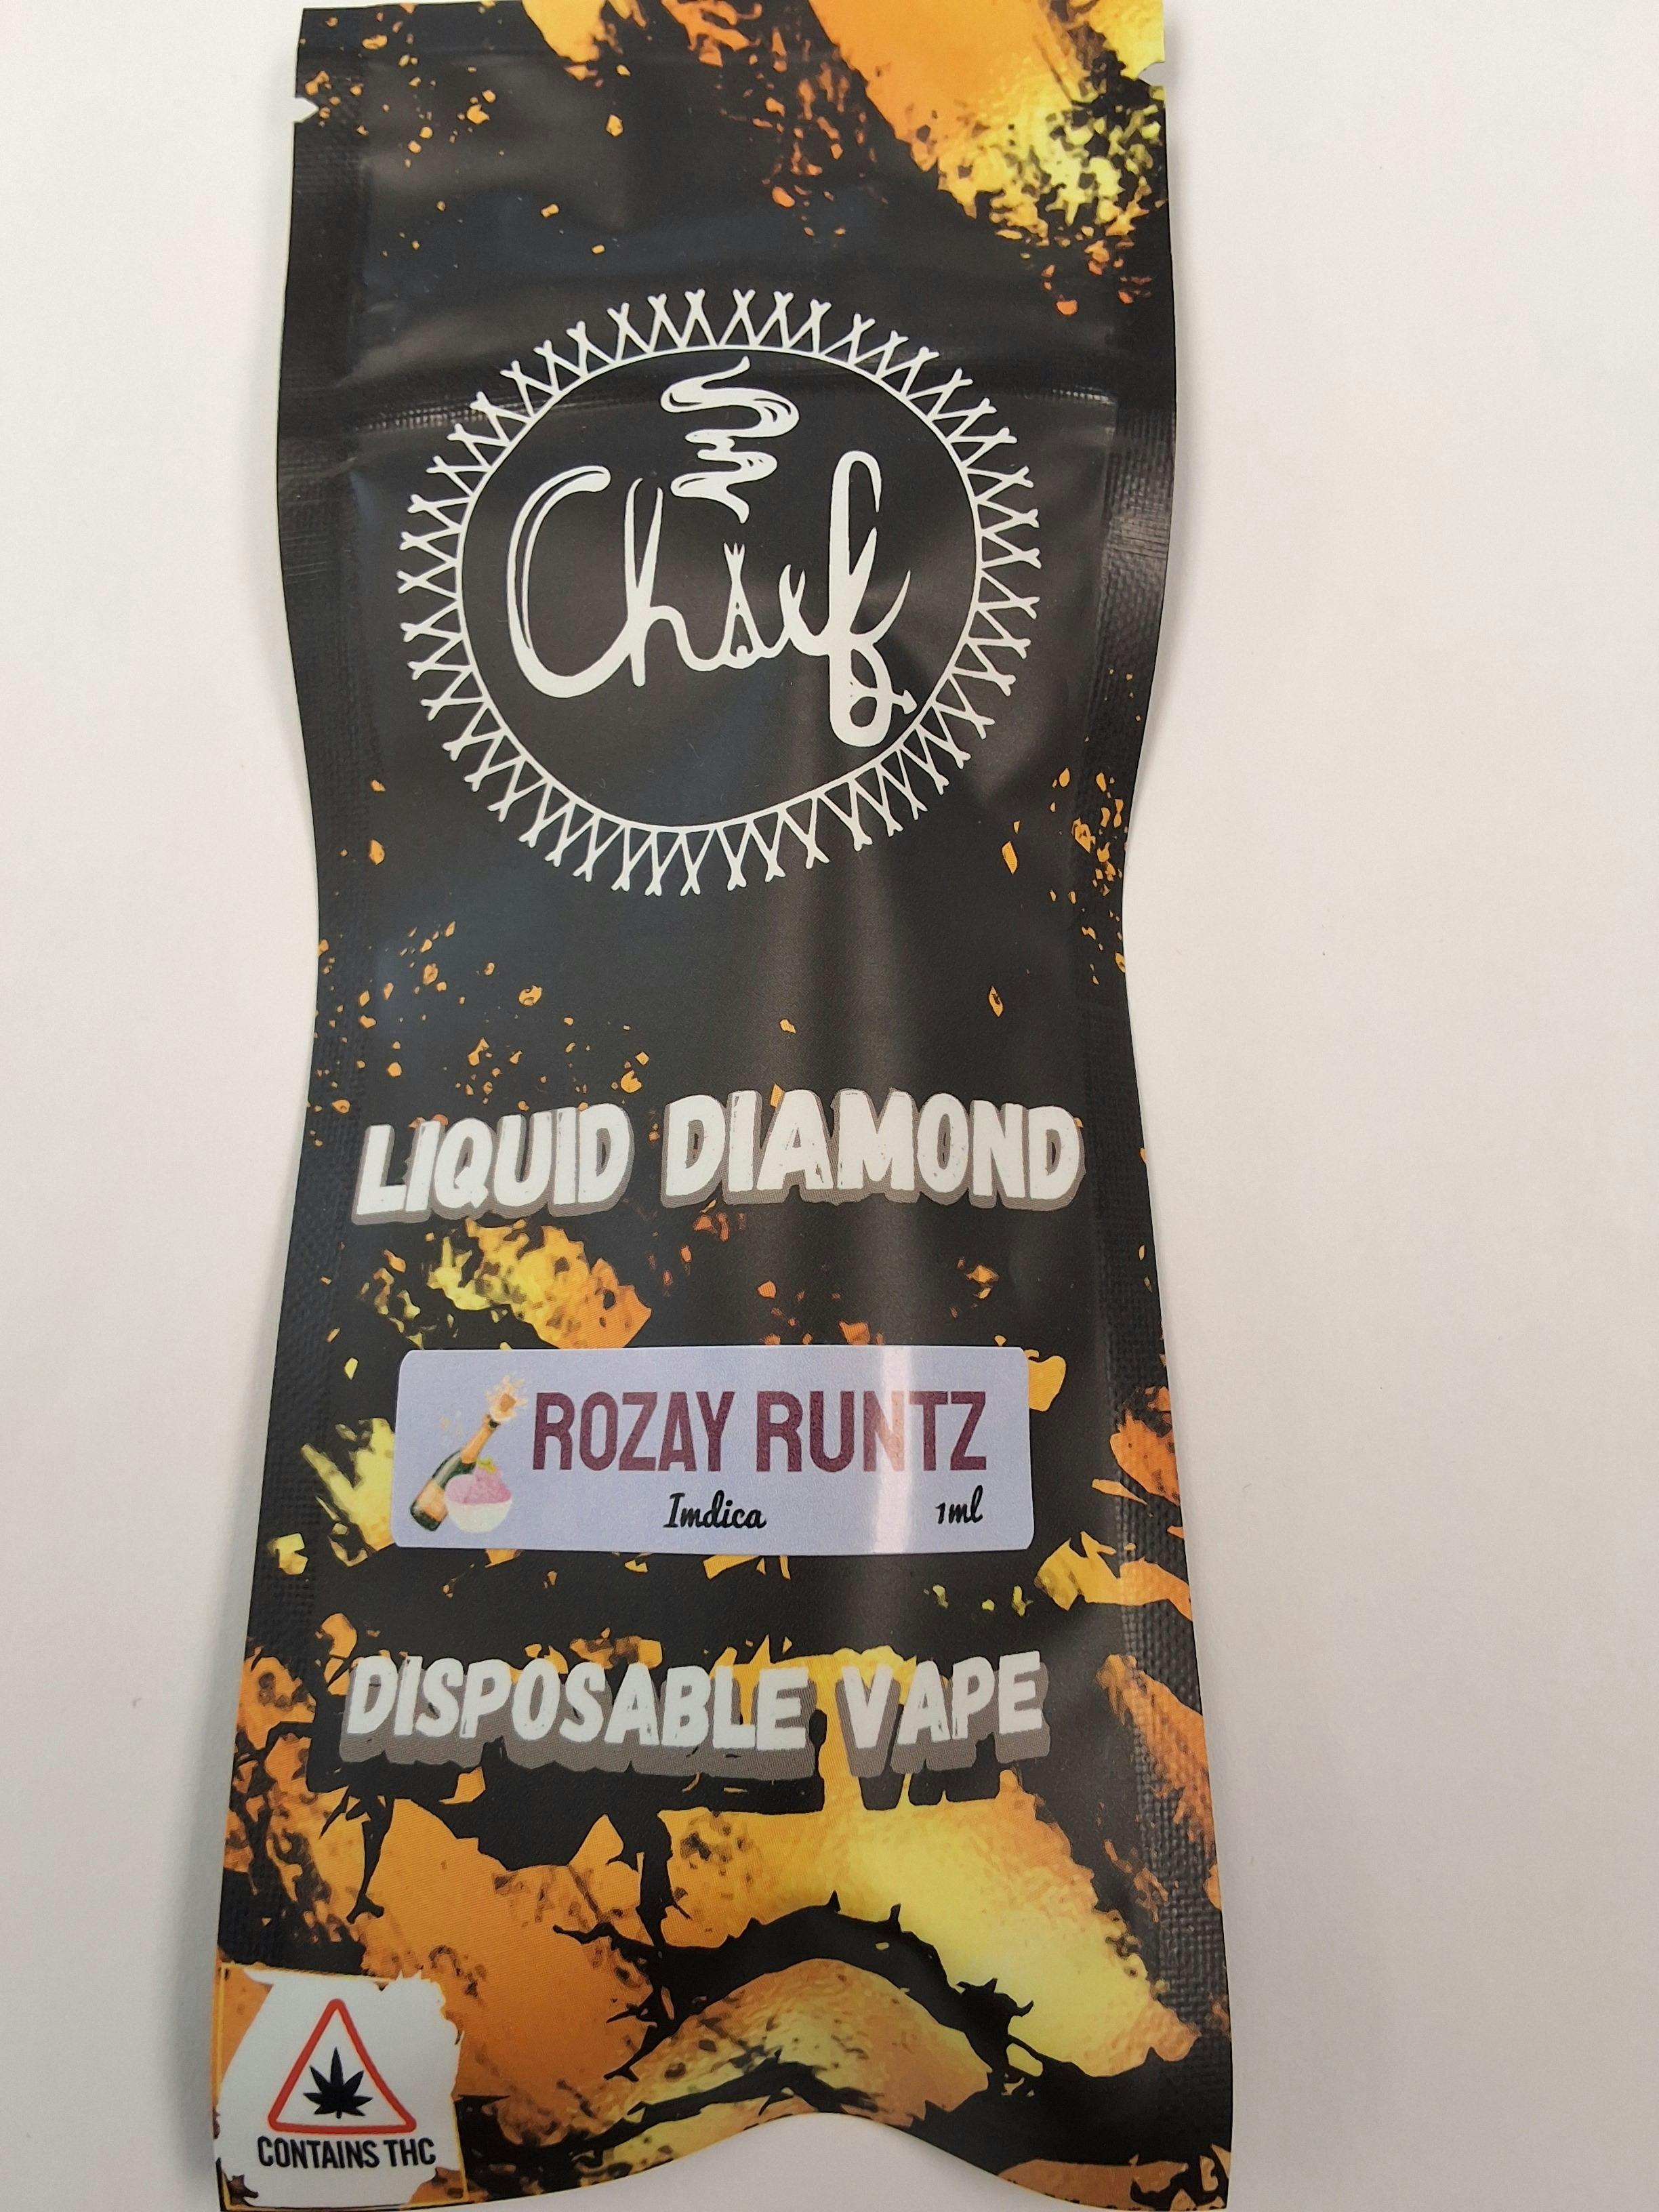 Chief
LIQUID DIAMOND
ROZAY RUNTZ
Imdica 1ml
DISPOSABLE VAPE
CONTAINS THC